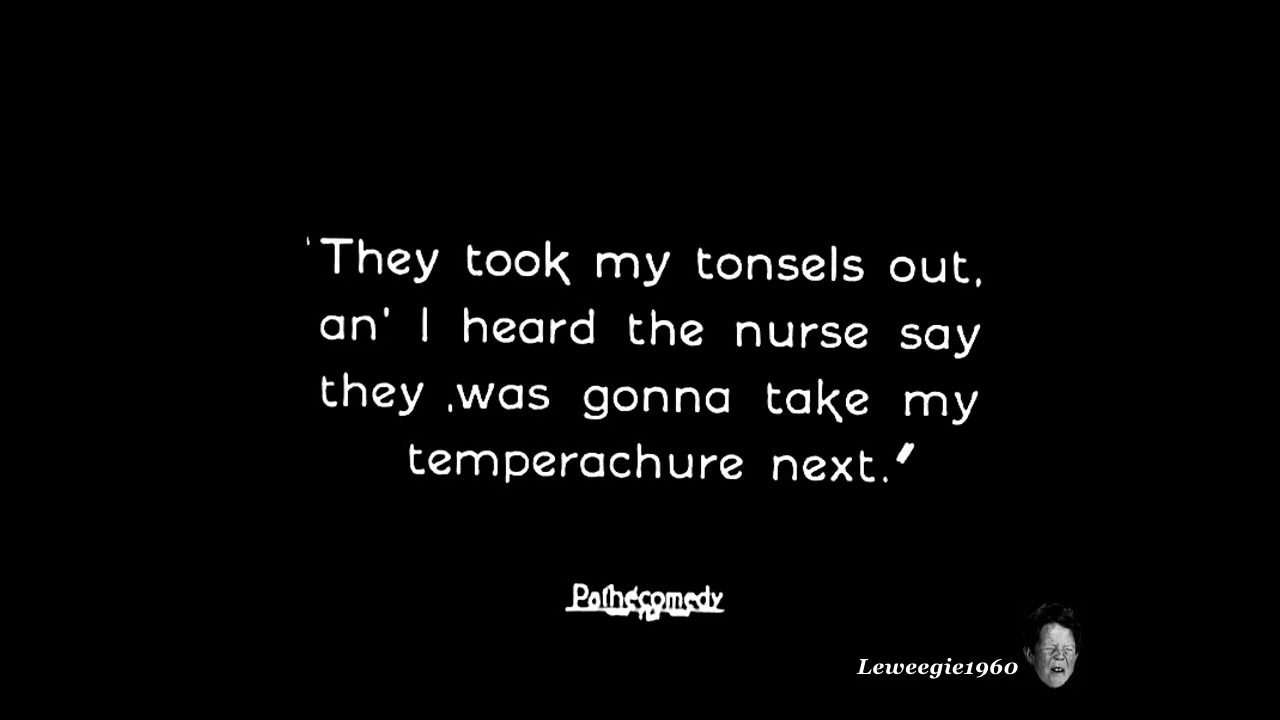 'They took my tonsels out,
an' I heard the nurse say
they was gonna take my
temperachure next.'
Pathécomedy
Leweegie1960